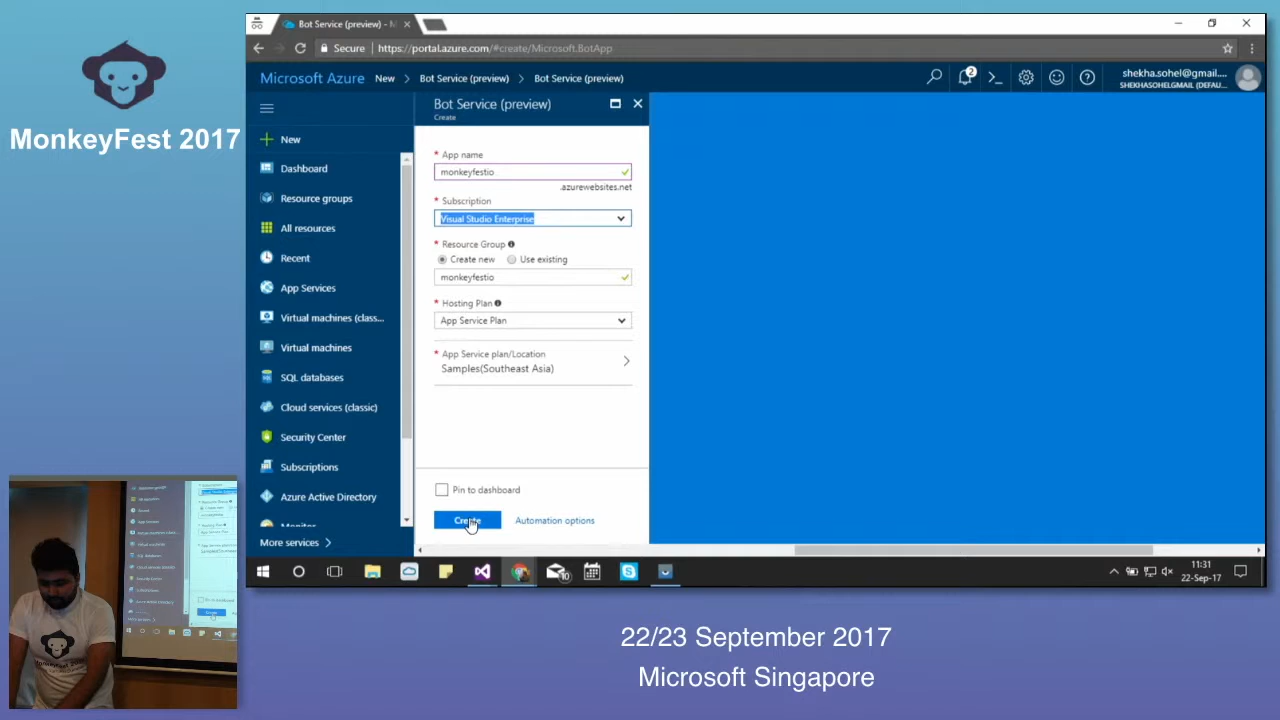 Bot Service (preview) - M
Secure
https://portal.azure.com/#create/Microsoft.BotApp
Microsoft Azure
New
Bot Service (preview)
Bot Service (preview)
2
shekha.sohel@gmail....
SHEKHASOHELGMAIL (DEFAU...
MonkeyFest 2017
New
Dashboard
Resource groups
All resources
Recent
App Services
Virtual machines (class...
Virtual machines
SQL databases
Cloud services (classic)
Security Center
Subscriptions
Azure Active Directory
Monitor
More services
Bot Service (preview)
Create
* App name
monkeyfestio
.azurewebsites.net
* Subscription
Visual Studio Enterprise
* Resource Group
Create new
Use existing
monkeyfestio
* Hosting Plan
App Service Plan
* App Service plan/Location
Samples(Southeast Asia)
Pin to dashboard
Create
Automation options
10
11:31
22-Sep-17
22/23 September 2017
Microsoft Singapore